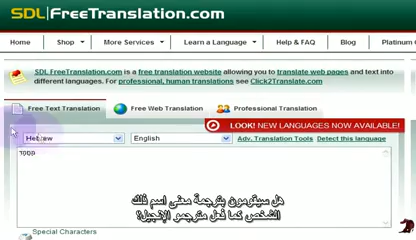 SDL FreeTranslation.com
Home Shop More Services Learn a Language Help & FAQ Blog Platinum
SDL FreeTranslation.com is a free translation website allowing you to translate web pages and text into
different languages. For professional, human translations see Click2Translate.com
Free Text Translation Free Web Translation Professional Translation
LOOK! NEW LANGUAGES NOW AVAILABLE!
Hebrew English Adv. Translation Tools Detect this language
هل سيقومون بترجمة معنى اسم ذلك
الشخص كما فعل مترجمو الإنجيل؟
Special Characters